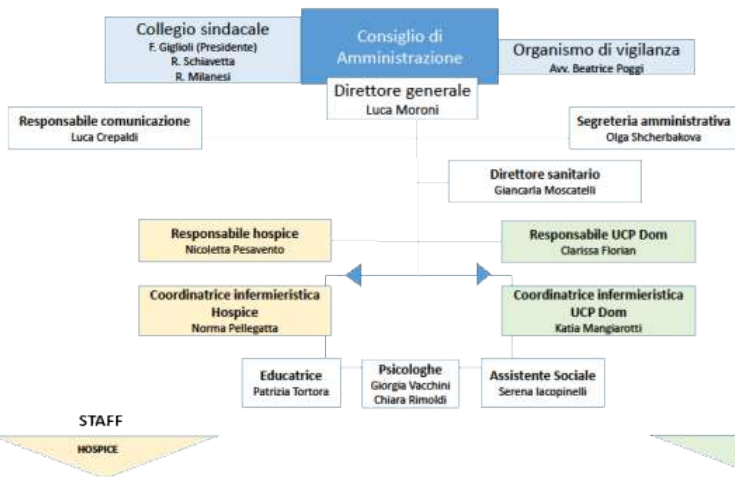 Collegio sindacale
F. Giglioli (Presidente)
R. Schiavetta
R. Milanesi
Consiglio di
Amministrazione
Organismo di vigilanza
Avv. Beatrice Poggi
Direttore generale
Luca Moroni
Responsabile comunicazione
Luca Crepaldi
Segreteria amministrativa
Olga Shcherbakova
Direttore sanitario
Giancarla Moscatelli
Responsabile hospice
Nicoletta Pesavento
Responsabile UCP Dom
Clarissa Florian
Coordinatrice infermieristica
Hospice
Norma Pellegatta
Coordinatrice infermieristica
UCP Dom
Katia Mangiarotti
Educatrice
Patrizia Tortora
Psicologhe
Giorgia Vacchini
Chiara Rimoldi
Assistente Sociale
Serena Iacopinelli
STAFF
HOSPICE